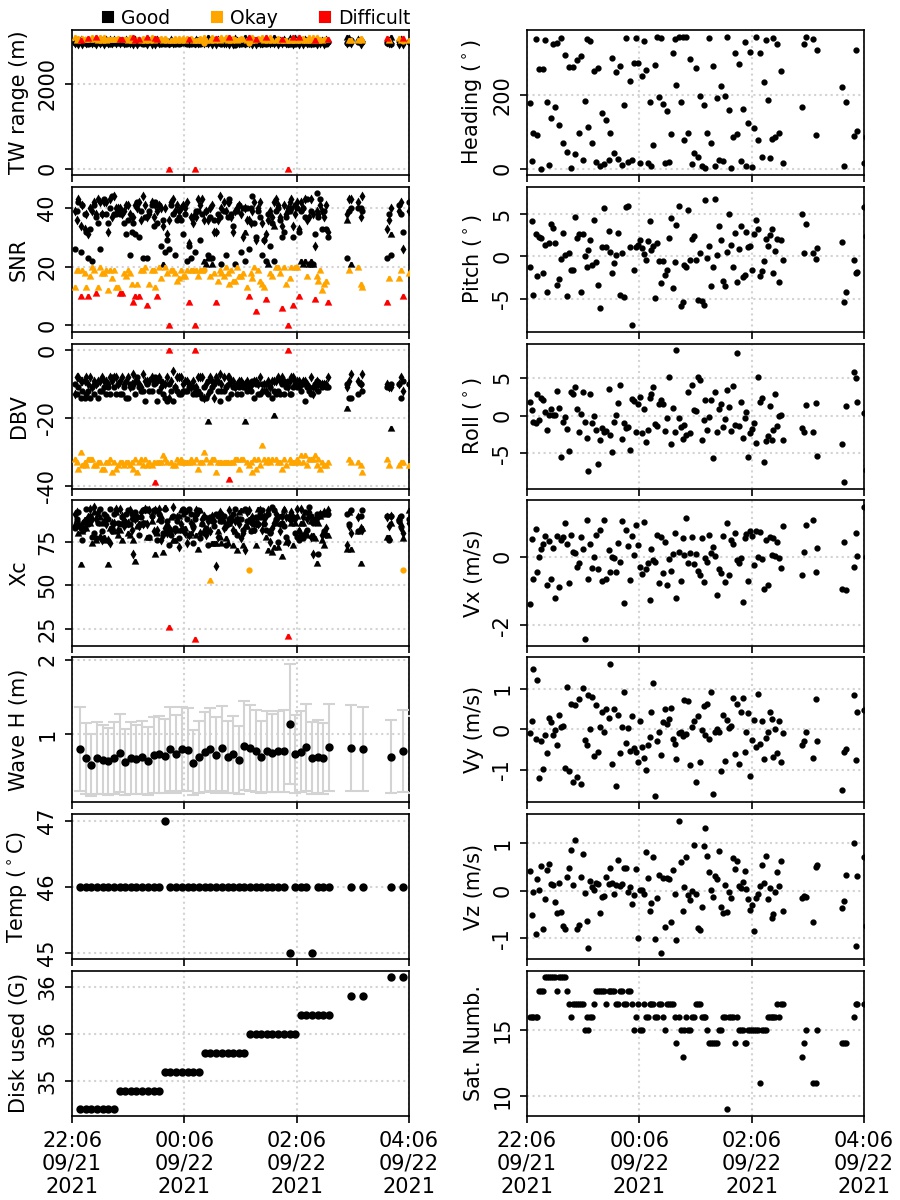 Good Okay Difficult
TW range (m)
2000
0
Heading (°)
200
0
SNR
40
20
0
Pitch (°)
5
0
-5
DBV
0
-20
-40
Roll (°)
5
0
-5
Xc
75
50
25
Vx (m/s)
0
-2
Wave H (m)
2
1
Vy (m/s)
1
0
-1
Temp (°C)
47
46
45
Vz (m/s)
1
0
-1
Disk used (G)
36
36
35
Sat. Numb.
15
10
22:06 00:06 02:06 04:06 22:06 00:06 02:06 04:06
09/21 09/22 09/22 09/22 09/21 09/22 09/22 09/22
2021 2021 2021 2021 2021 2021 2021 2021